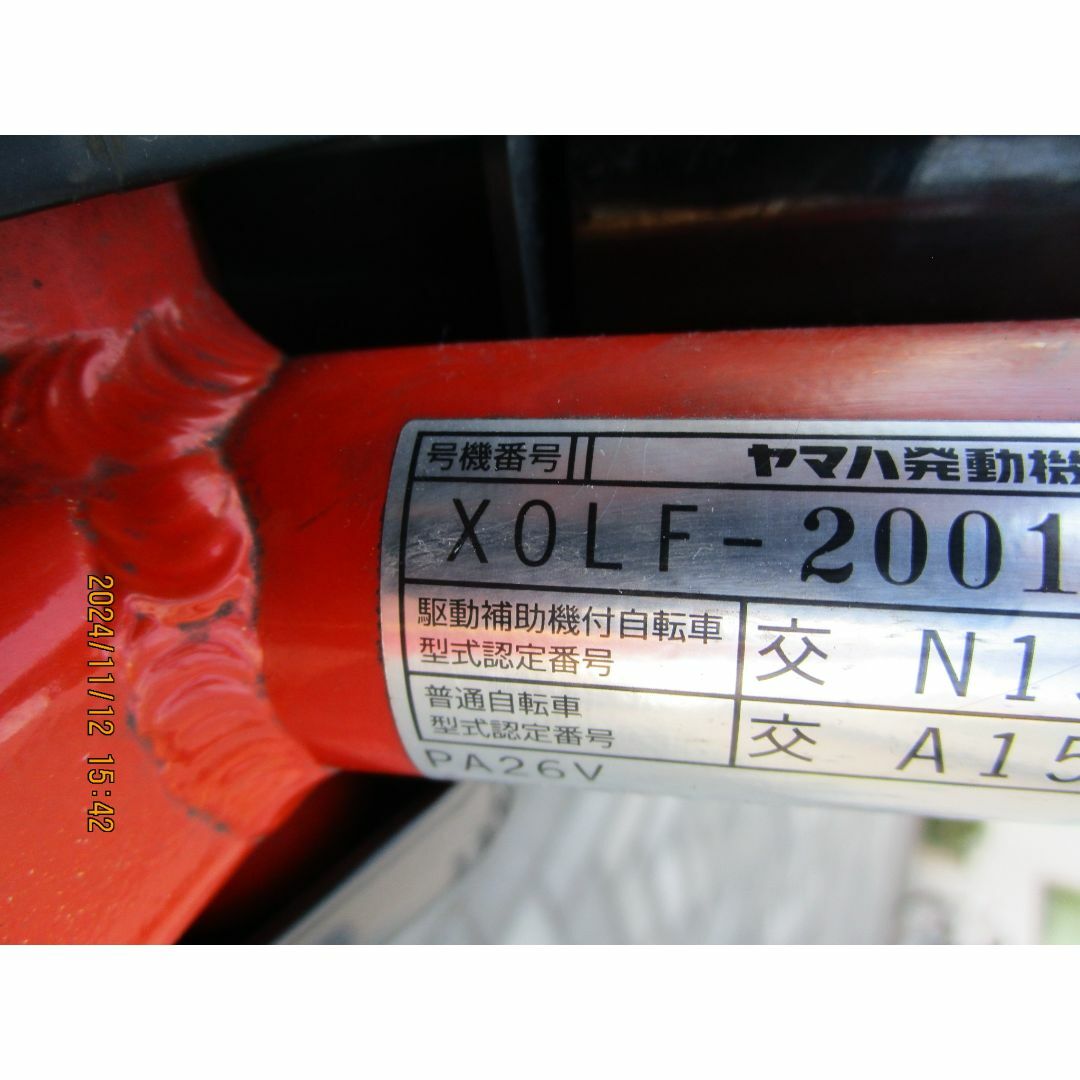 号機番号
ヤマハ発動機
X0LF-2001
駆動補助機付自転車
型式認定番号
交 N1
普通自転車
型式認定番号
交 A15
PA26V
2024/11/12 15:42